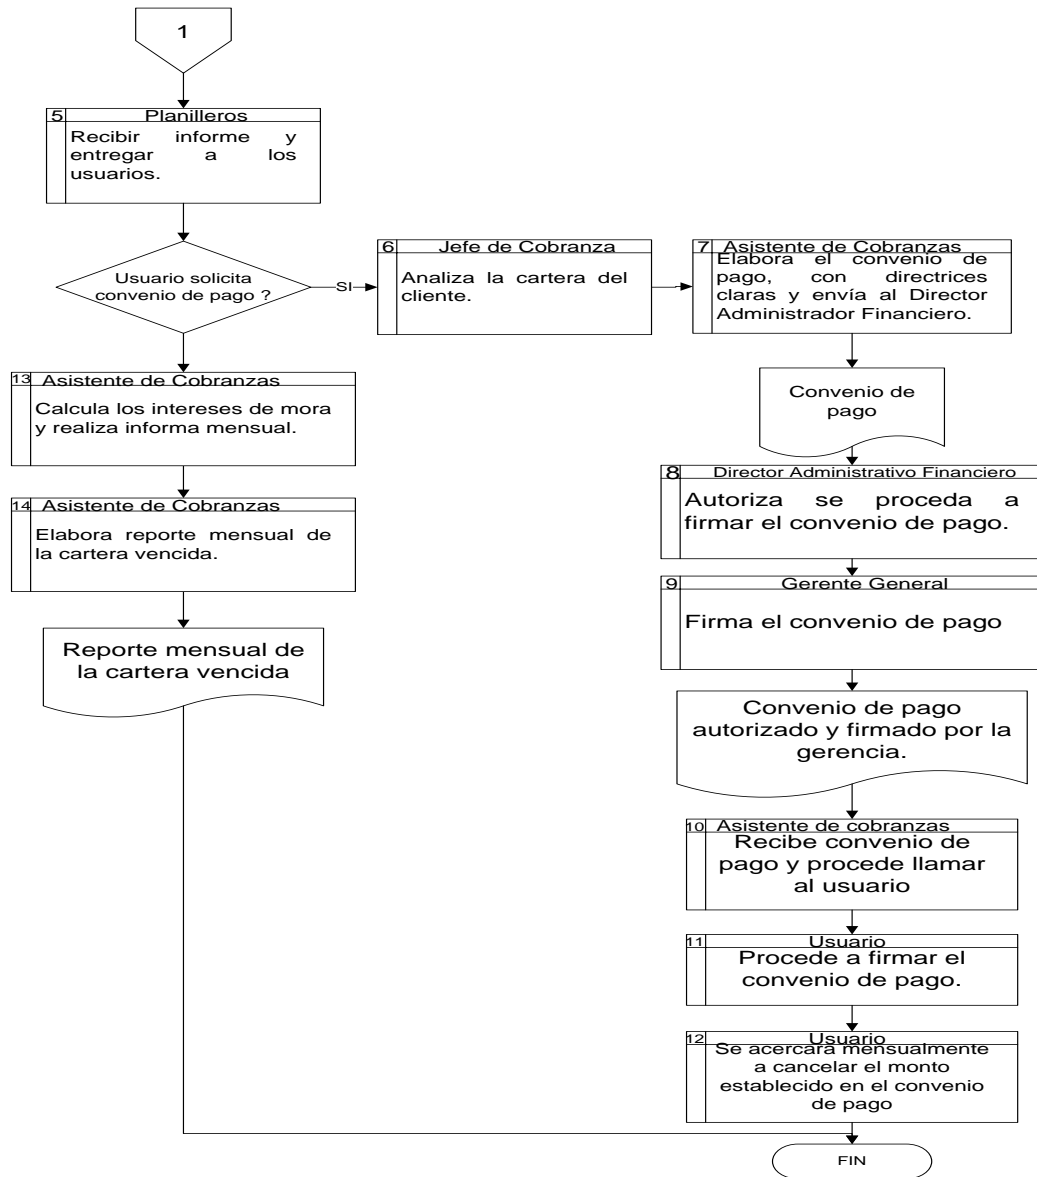 1
5 Planilleros
Recibir informe y
entregar a los
usuarios.
Usuario solicita
convenio de pago ?
SI
6 Jefe de Cobranza
Analiza la cartera del
cliente.
7 Asistente de Cobranzas
Elabora el convenio de
pago, con directrices
claras y envía al Director
Administrador Financiero.
Convenio de
pago
8 Director Administrativo Financiero
Autoriza se proceda a
firmar el convenio de pago.
9 Gerente General
Firma el convenio de pago
Convenio de pago
autorizado y firmado por la
gerencia.
10 Asistente de cobranzas
Recibe convenio de
pago y procede llamar
al usuario
11 Usuario
Procede a firmar el
convenio de pago.
12 Usuario
Se acercará mensualmente
a cancelar el monto
establecido en el convenio
de pago
13 Asistente de Cobranzas
Calcula los intereses de mora
y realiza informa mensual.
14 Asistente de Cobranzas
Elabora reporte mensual de
la cartera vencida.
Reporte mensual de
la cartera vencida
FIN